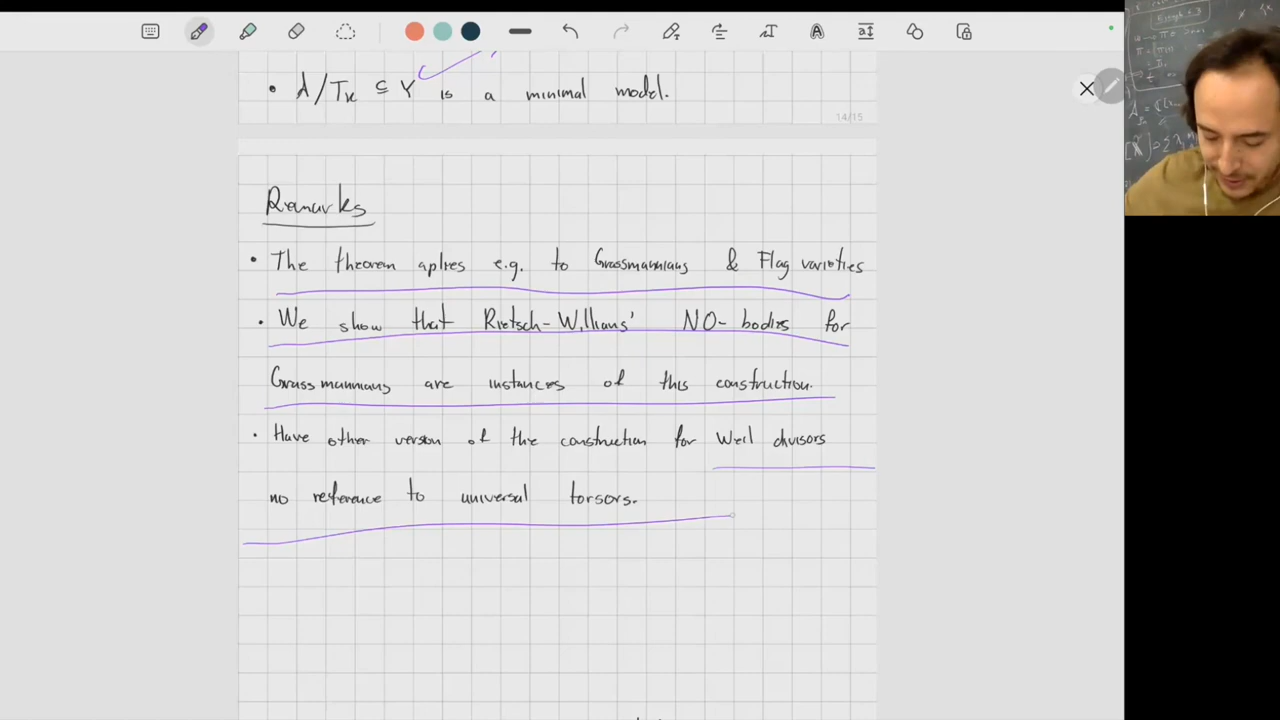 • λ/Tκ ⊆ Y is a minimal model.
14/15
Remarks
• The theorem aplies e.g. to Grassmannians & Flag varieties
• We show that Rietsch-Williams' NO-bodies for
Grassmannians are instances of this construction.
• Have other version of the construction for Weil divisors
no reference to universal torsors.